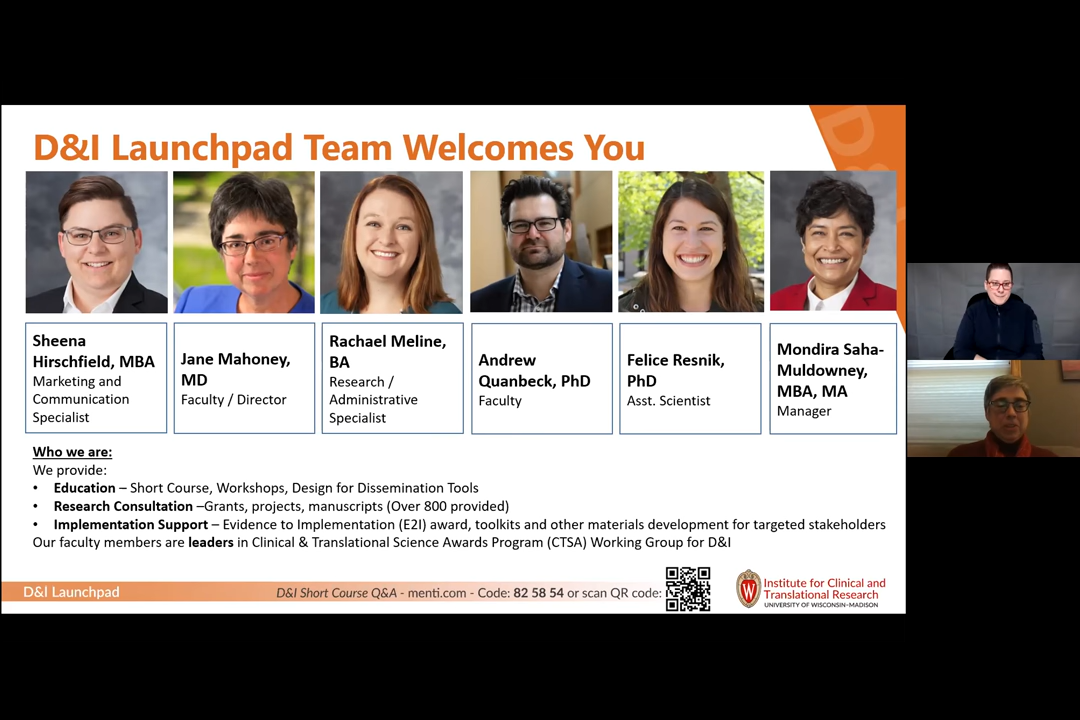 D&I Launchpad Team Welcomes You
Sheena
Hirschfield, MBA
Marketing and
Communication
Specialist
Jane Mahoney,
MD
Faculty / Director
Rachael Meline,
BA
Research /
Administrative
Specialist
Andrew
Quanbeck, PhD
Faculty
Felice Resnik,
PhD
Asst. Scientist
Mondira Saha-
Muldowney,
MBA, MA
Manager
Who we are:
We provide:
• Education – Short Course, Workshops, Design for Dissemination Tools
• Research Consultation –Grants, projects, manuscripts (Over 800 provided)
• Implementation Support – Evidence to Implementation (E2I) award, toolkits and other materials development for targeted stakeholders
Our faculty members are leaders in Clinical & Translational Science Awards Program (CTSA) Working Group for D&I
D&I Launchpad
D&I Short Course Q&A - menti.com - Code: 82 58 54 or scan QR code:
W
Institute for Clinical and
Translational Research
UNIVERSITY OF WISCONSIN–MADISON